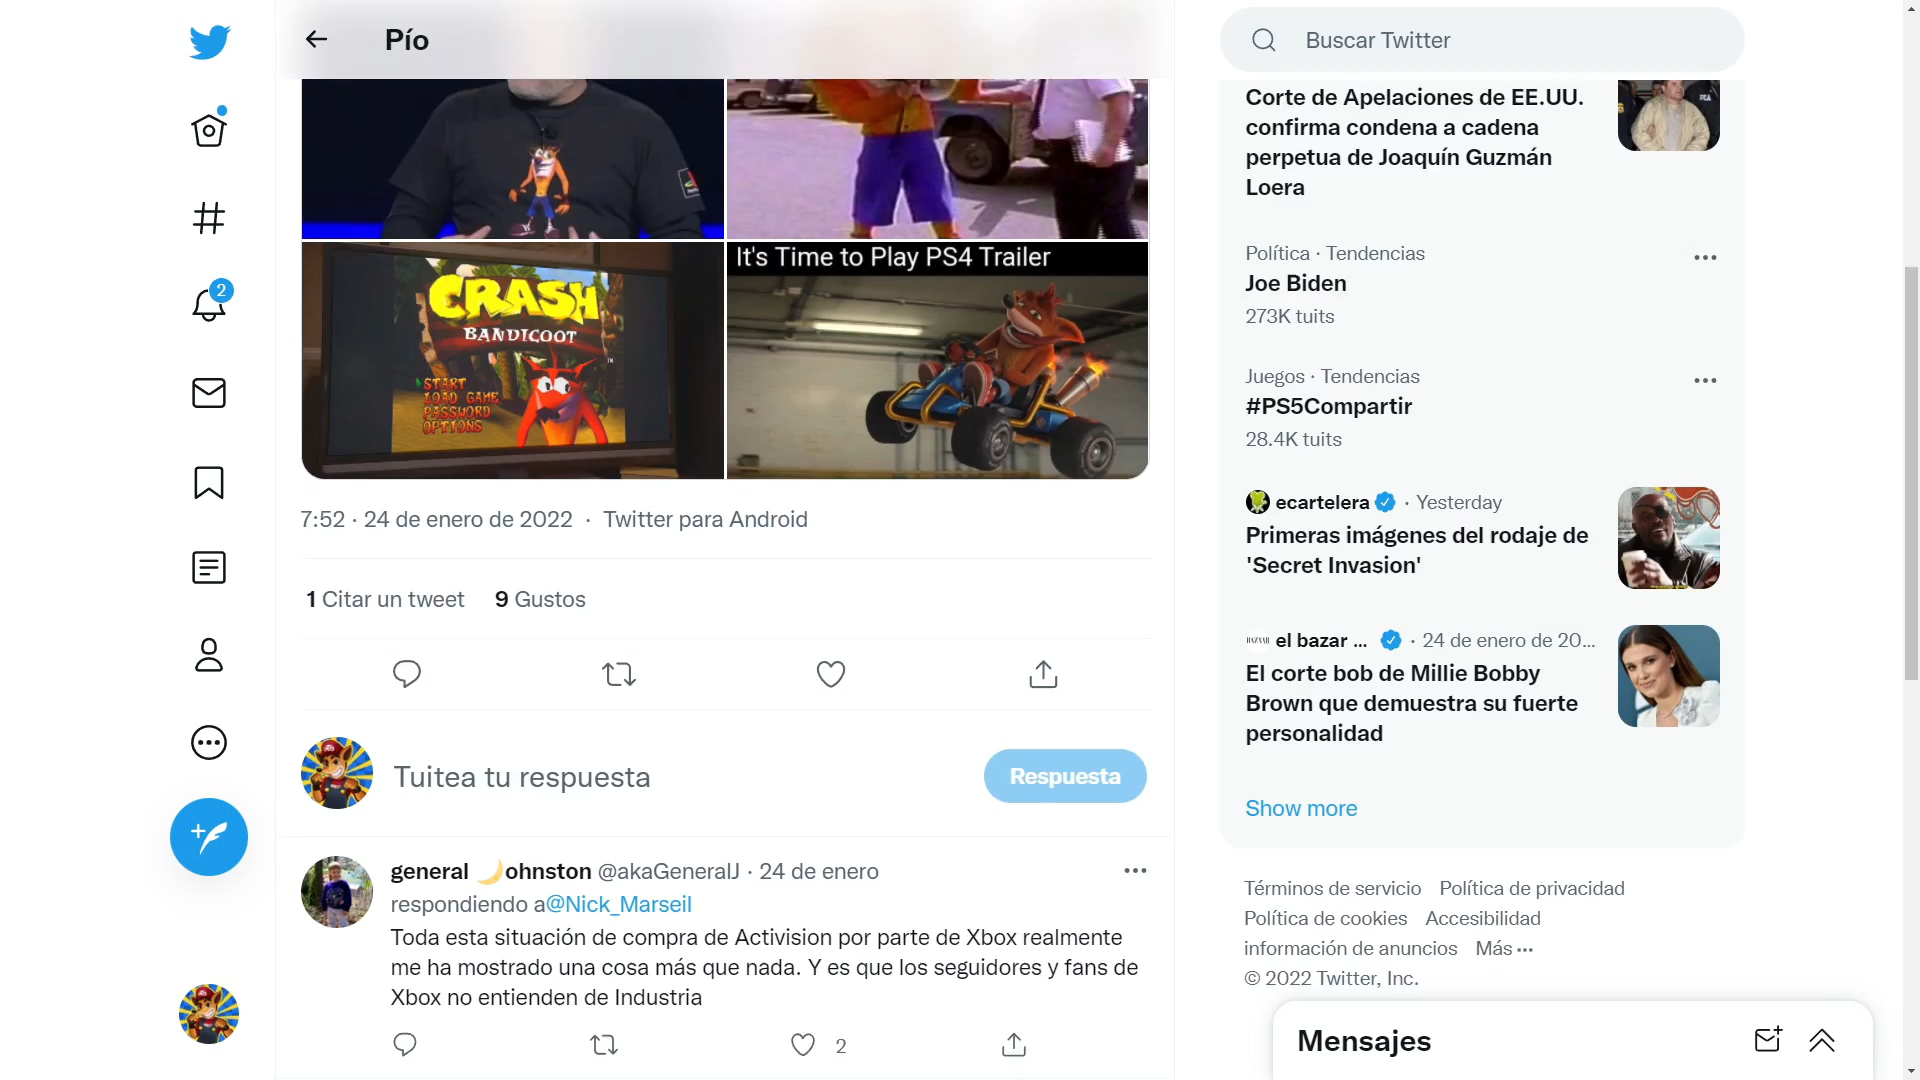 Pío
It's Time to Play PS4 Trailer
CRASH
BANDICOOT
START
LOAD GAME
PASSWORD
OPTIONS
7:52 · 24 de enero de 2022 · Twitter para Android
1 Citar un tweet 9 Gustos
Tuitea tu respuesta
Respuesta
general 🌙ohnston @akaGeneralJ · 24 de enero
respondiendo a@Nick_Marseil
Toda esta situación de compra de Activision por parte de Xbox realmente
me ha mostrado una cosa más que nada. Y es que los seguidores y fans de
Xbox no entienden de Industria
2
2
Buscar Twitter
Corte de Apelaciones de EE.UU.
confirma condena a cadena
perpetua de Joaquín Guzmán
Loera
Política · Tendencias
Joe Biden
273K tuits
Juegos · Tendencias
#PS5Compartir
28.4K tuits
ecartelera · Yesterday
Primeras imágenes del rodaje de
'Secret Invasion'
el bazar ... · 24 de enero de 20...
El corte bob de Millie Bobby
Brown que demuestra su fuerte
personalidad
Show more
Términos de servicio Política de privacidad
Política de cookies Accesibilidad
información de anuncios Más ···
© 2022 Twitter, Inc.
Mensajes